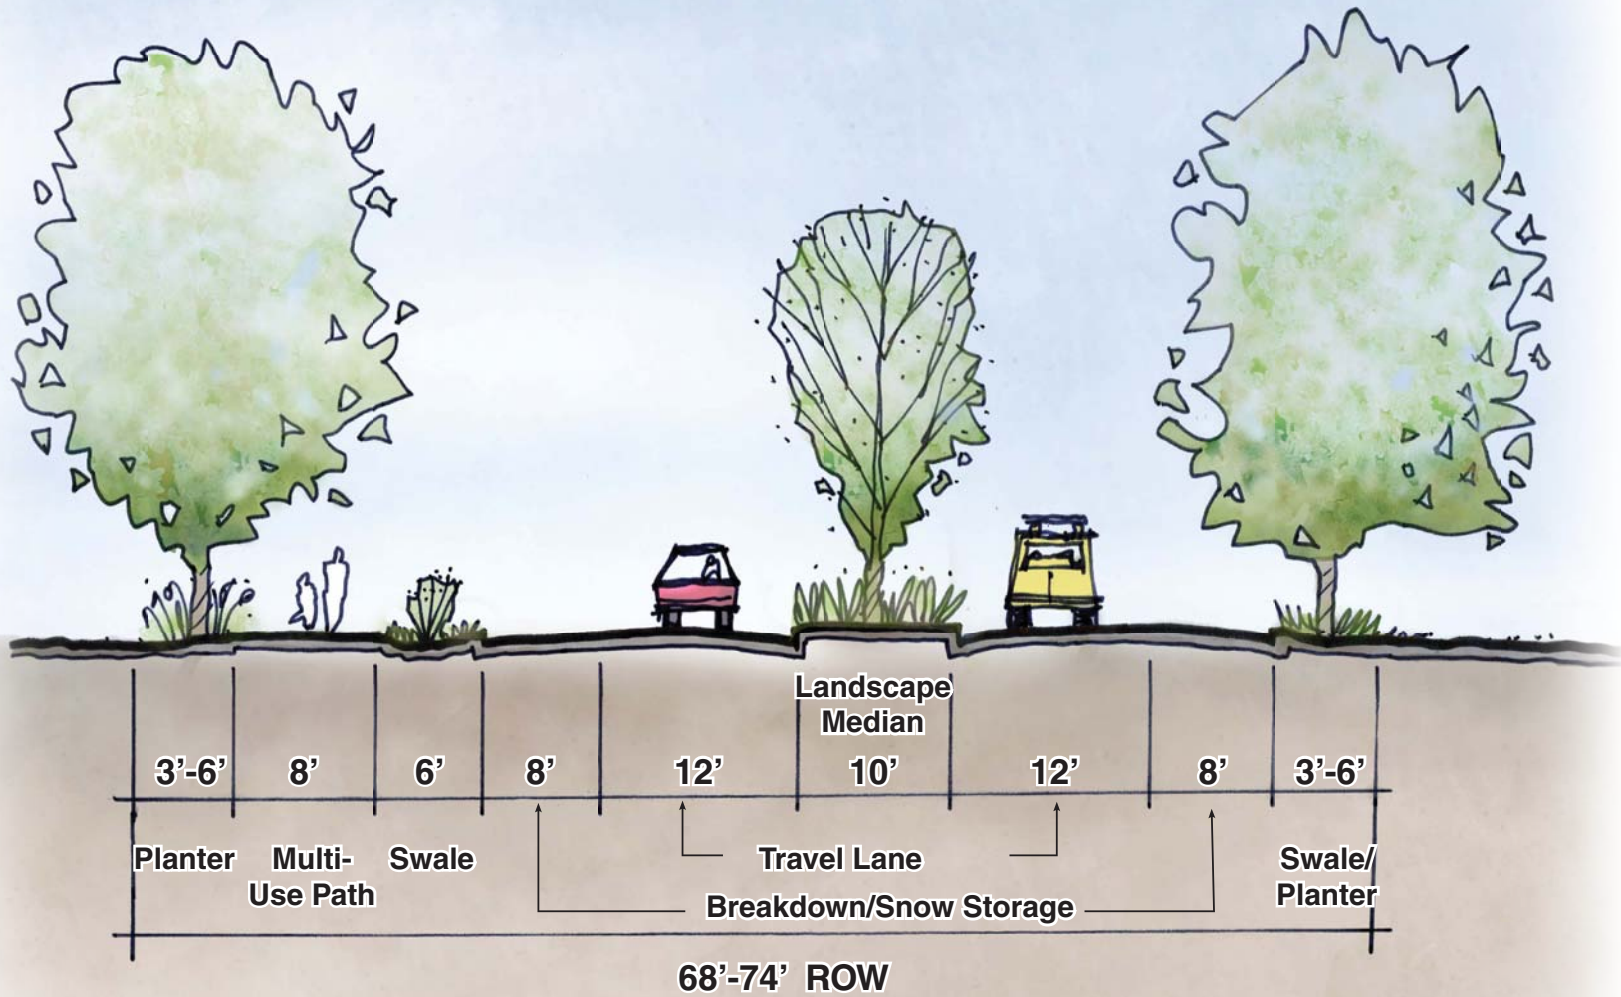 Landscape
Median
3’-6’ 8’ 6’ 8’ 12’ 10’ 12’ 8’ 3’-6’
Planter Multi- Swale Travel Lane Swale/
Use Path Planter
Breakdown/Snow Storage
68’-74’ ROW